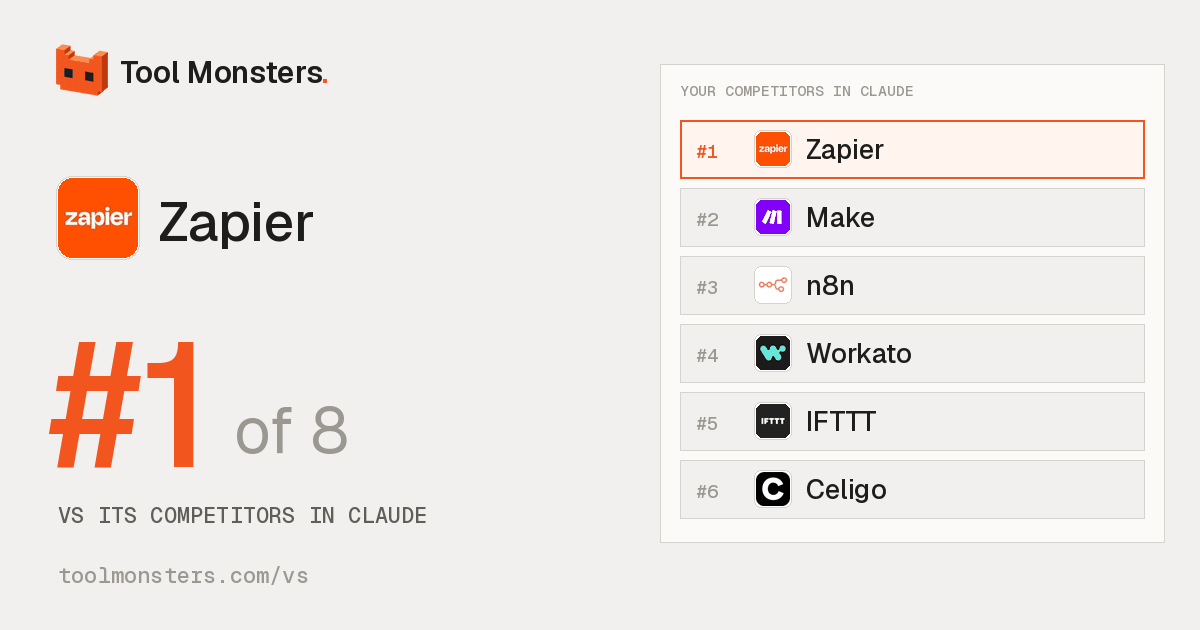 Tool Monsters.
zapier
Zapier
#1 of 8
VS ITS COMPETITORS IN CLAUDE
toolmonsters.com/vs
YOUR COMPETITORS IN CLAUDE
#1 zapier Zapier
#2 Make
#3 n8n
#4 Workato
#5 IFTTT IFTTT
#6 Celigo